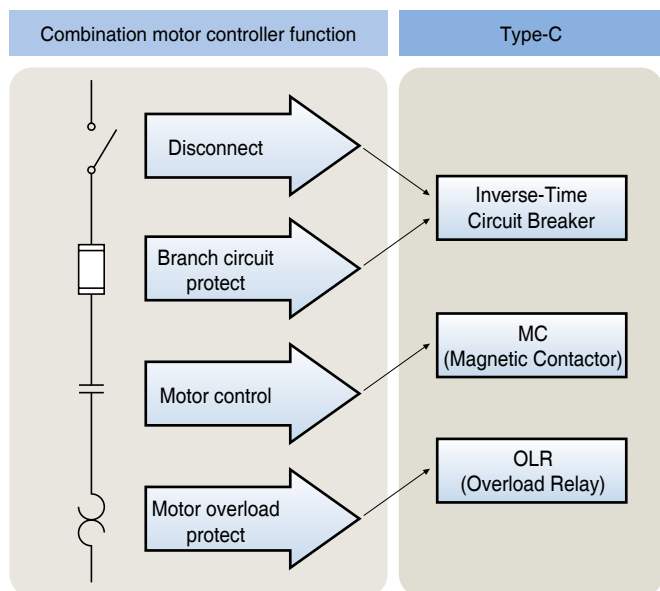 Combination motor controller function
Type-C
Disconnect
Inverse-Time
Circuit Breaker
Branch circuit
protect
MC
(Magnetic Contactor)
Motor control
OLR
(Overload Relay)
Motor overload
protect